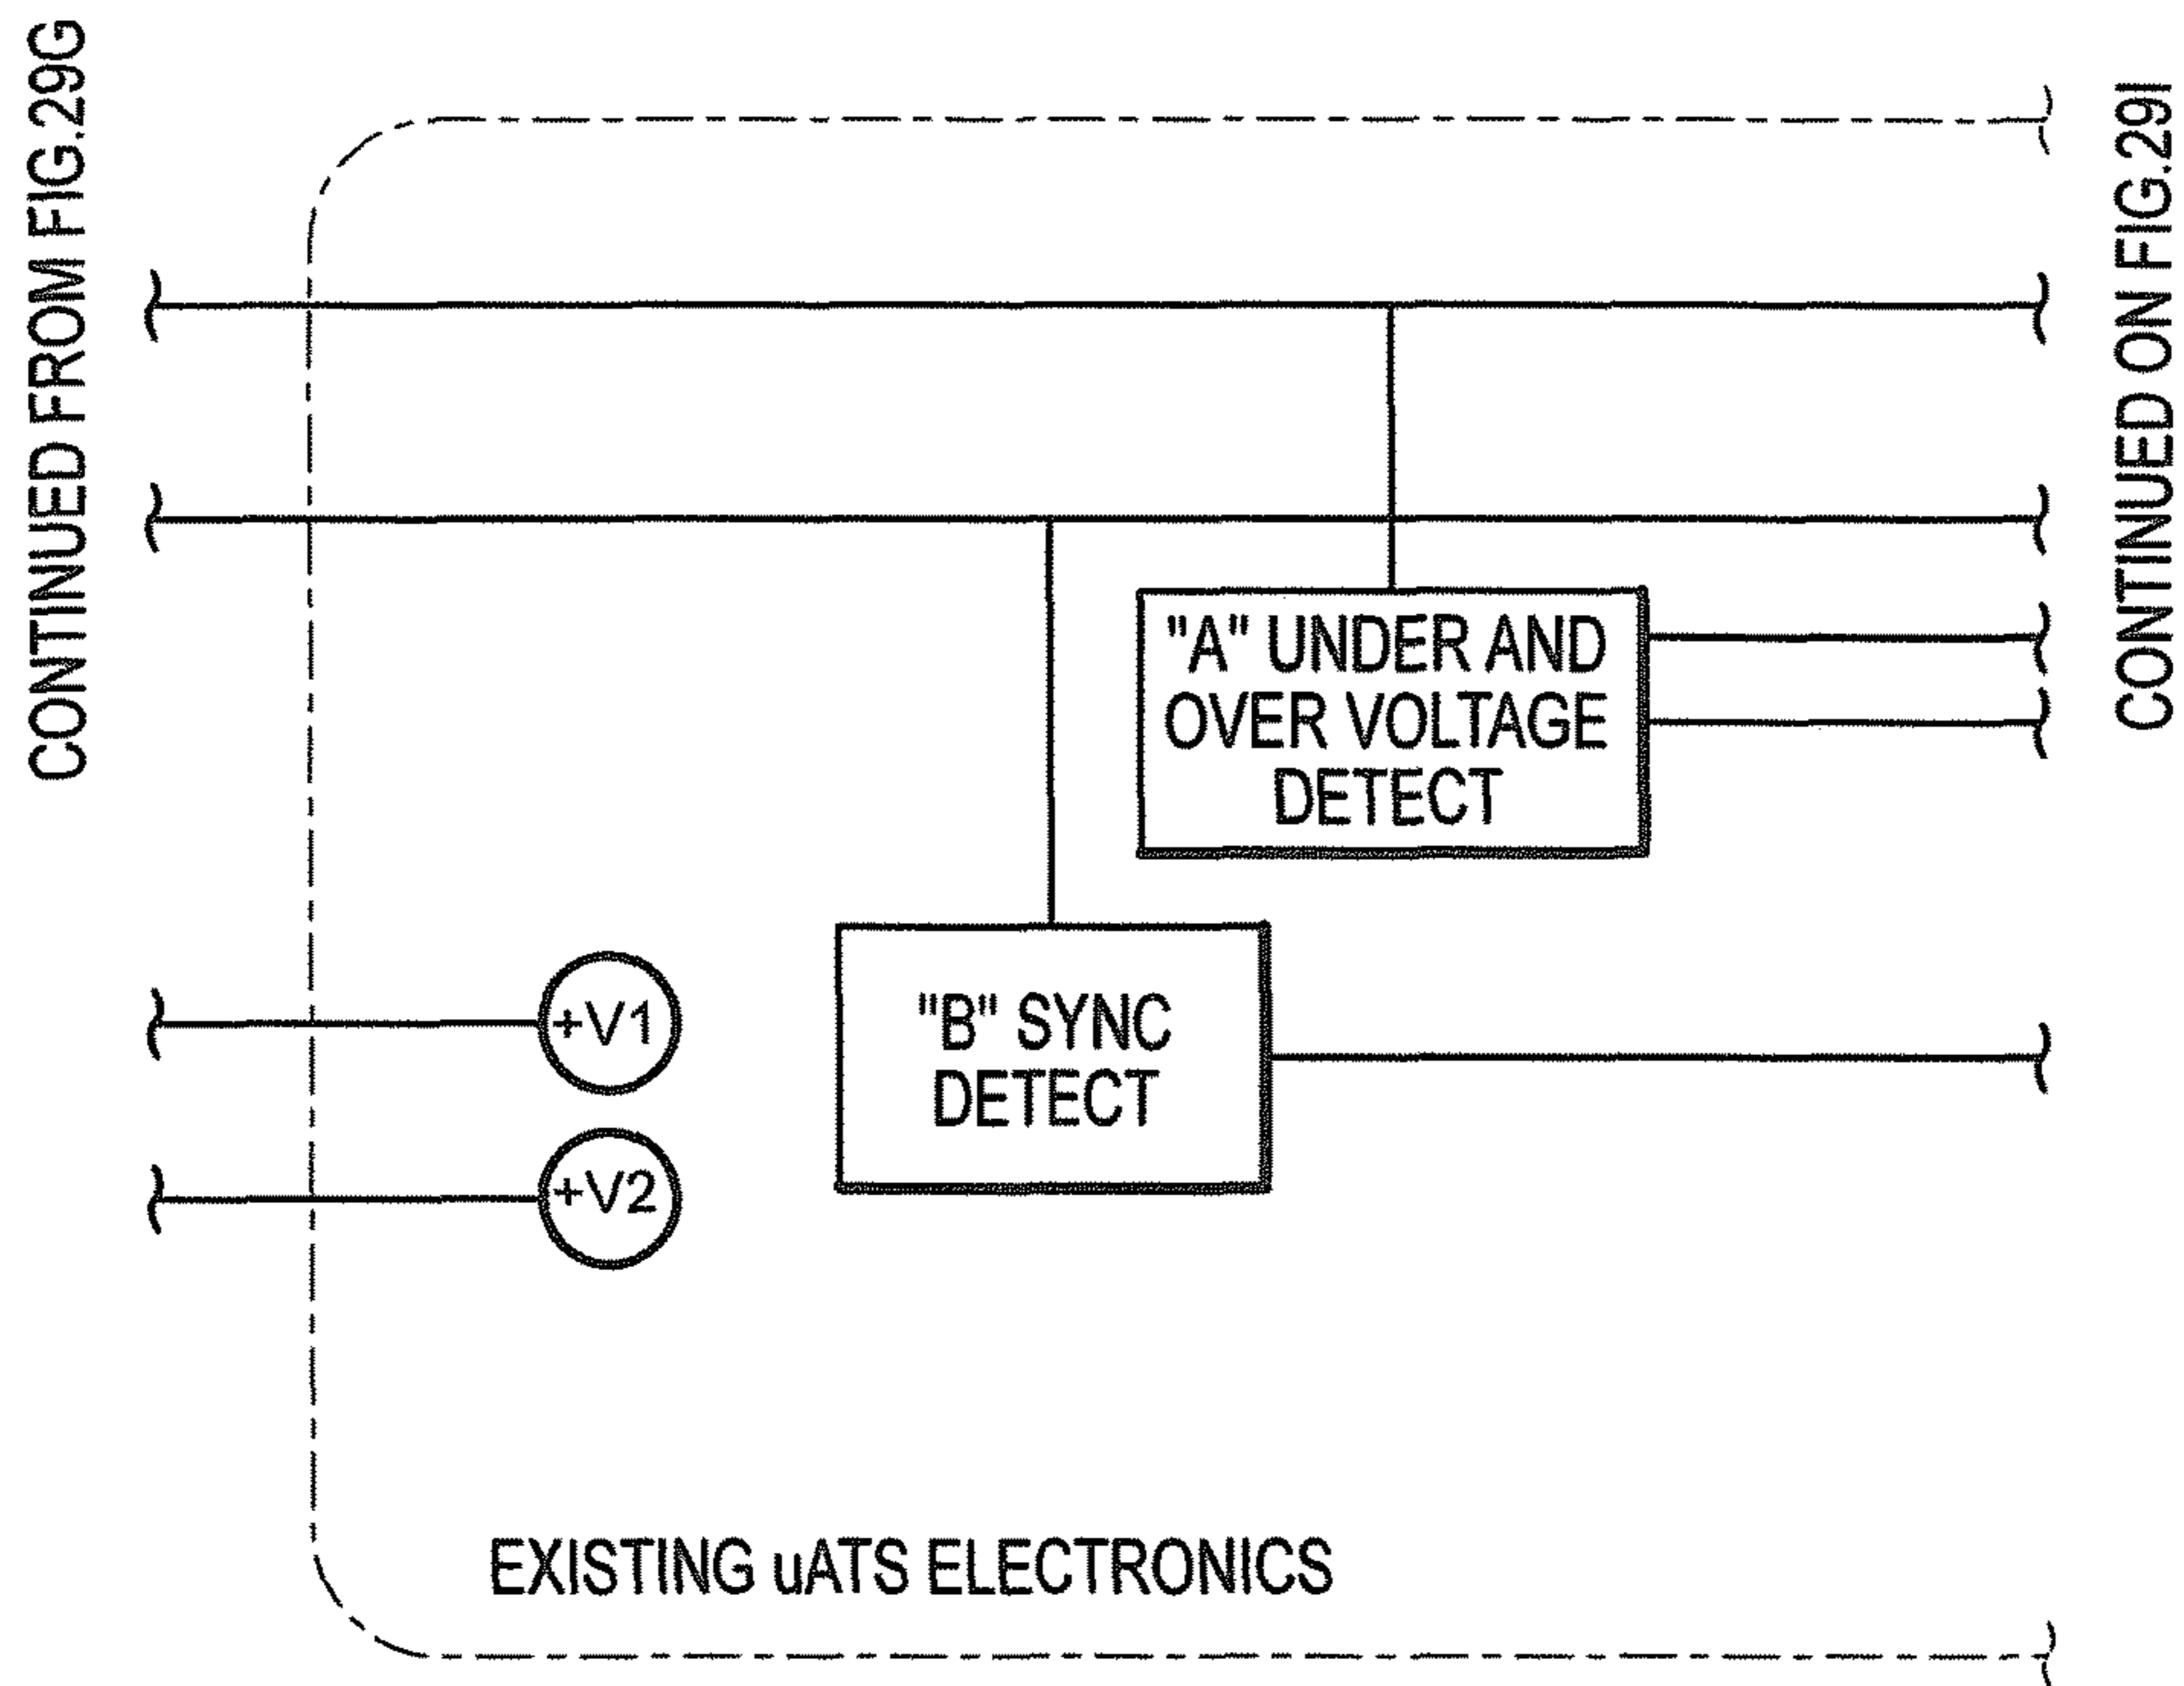 CONTINUED FROM FIG.29G
CONTINUED ON FIG.29I
"A" UNDER AND
OVER VOLTAGE
DETECT
+V1
"B" SYNC
DETECT
+V2
EXISTING uATS ELECTRONICS